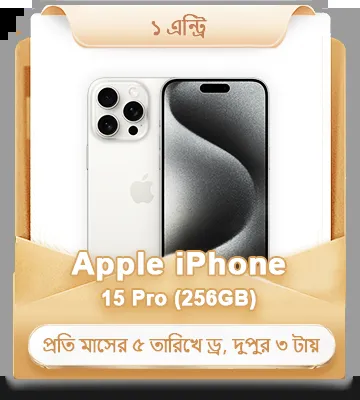 ১ এন্ট্রি
Apple iPhone
15 Pro (256GB)
প্রতি মাসের ৫ তারিখে ড্র, দুপুর ৩ টায়